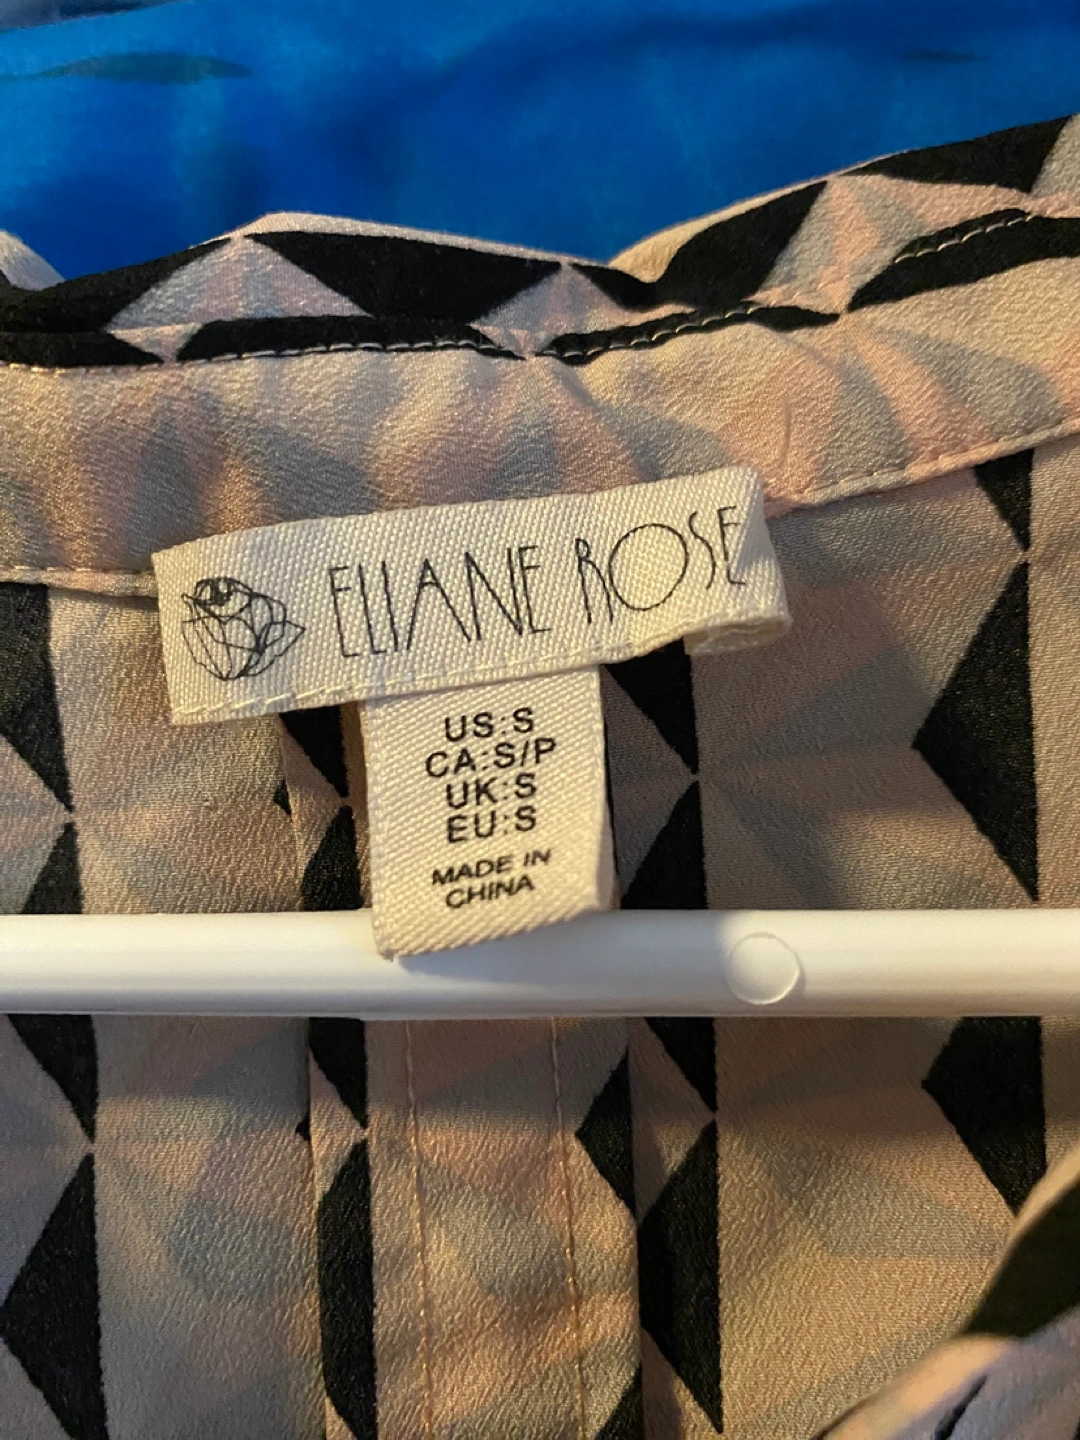 ELIANE ROSE
US:S
CA:S/P
UK:S
EU:S
MADE IN
CHINA